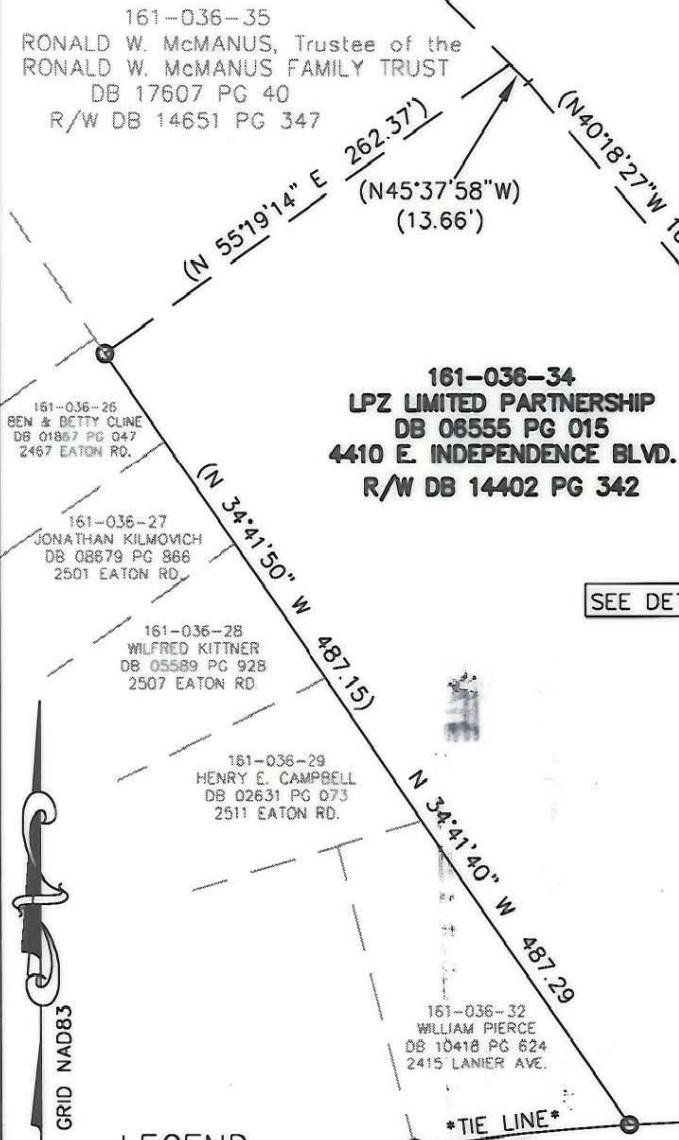 161-036-35
RONALD W. McMANUS, Trustee of the
RONALD W. McMANUS FAMILY TRUST
DB 17607 PG 40
R/W DB 14651 PG 347
(N 55°19'14" E 262.37')
(N45°37'58"W)
(13.66')
(N40°18'27"W
161-036-34
LPZ LIMITED PARTNERSHIP
DB 06555 PG 015
4410 E. INDEPENDENCE BLVD.
R/W DB 14402 PG 342
161-036-26
BEN & BETTY CLINE
DB 01867 PG 047
2467 EATON RD.
(N 34°41'50" W 487.15)
161-036-27
JONATHAN KILMOVICH
DB 08679 PG 866
2501 EATON RD.
SEE
161-036-28
WILFRED KITTNER
DB 05589 PG 928
2507 EATON RD
161-036-29
HENRY E. CAMPBELL
DB 02631 PG 073
2511 EATON RD.
N 34°41'40" W 487.29
161-036-32
WILLIAM PIERCE
DB 10418 PG 624
2415 LANIER AVE.
GRID NAD83
*TIE LINE*
LEGEND